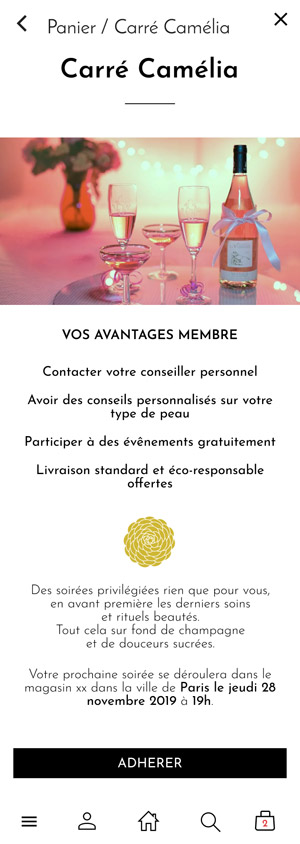 Panier / Carré Camélia
Carré Camélia
VOS AVANTAGES MEMBRE
Contacter votre conseiller personnel
Avoir des conseils personnalisés sur votre
type de peau
Participer à des évênements gratuitement
Livraison standard et éco-responsable
offertes
Des soirées privilégiées rien que pour vous,
en avant première les derniers soins
et rituels beautés.
Tout cela sur fond de champagne
et de douceurs sucrées.
Votre prochaine soirée se déroulera dans le
magasin xx dans la ville de Paris le jeudi 28
novembre 2019 à 19h.
ADHERER
2